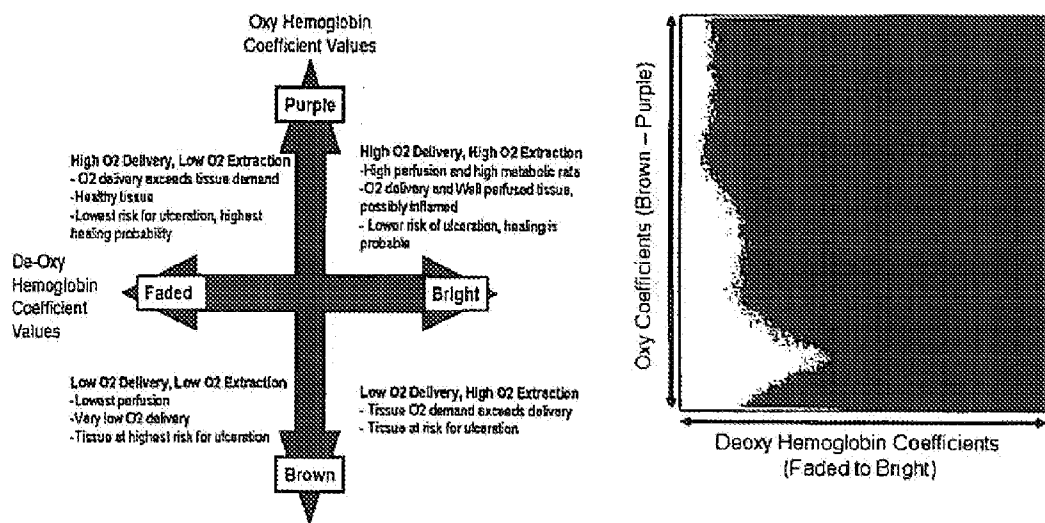 Oxy Hemoglobin
Coefficient Values
Purple
High O2 Delivery, Low O2 Extraction
- O2 delivery exceeds tissue demand
-Healthy tissue
-Lowest risk for ulceration, highest
healing probability
High O2 Delivery, High O2 Extraction
-High perfusion and high metabolic rate
-O2 delivery and Well perfused tissue,
possibly inflamed
- Lower risk of ulceration, healing is
probable
De-Oxy
Hemoglobin
Coefficient
Values
Faded
Bright
Low O2 Delivery, Low O2 Extraction
-Lowest perfusion
-Very low O2 delivery
-Tissue at highest risk for ulceration
Low O2 Delivery, High O2 Extraction
- Tissue O2 demand exceeds delivery
- Tissue at risk for ulceration
Brown
Oxy Coefficients (Brown – Purple)
Deoxy Hemoglobin Coefficients
(Faded to Bright)